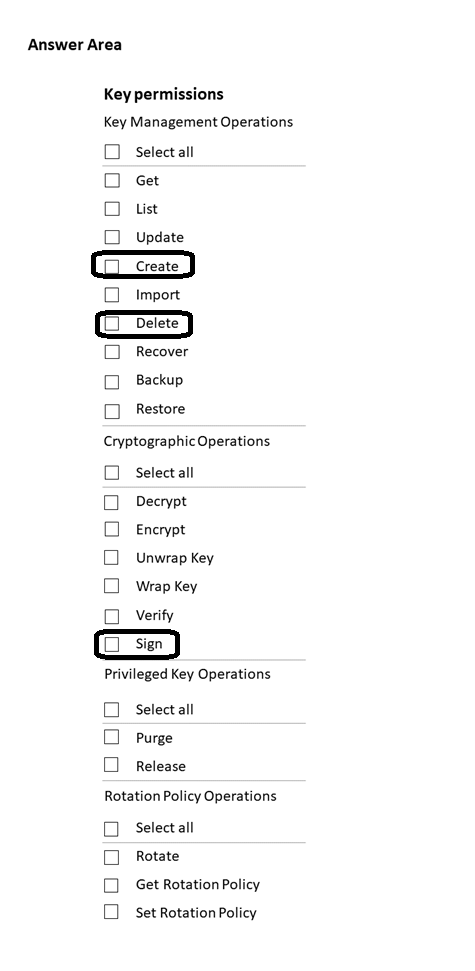 Answer Area
Key permissions
Key Management Operations
Select all
Get
List
Update
Create
Import
Delete
Recover
Backup
Restore
Cryptographic Operations
Select all
Decrypt
Encrypt
Unwrap Key
Wrap Key
Verify
Sign
Privileged Key Operations
Select all
Purge
Release
Rotation Policy Operations
Select all
Rotate
Get Rotation Policy
Set Rotation Policy